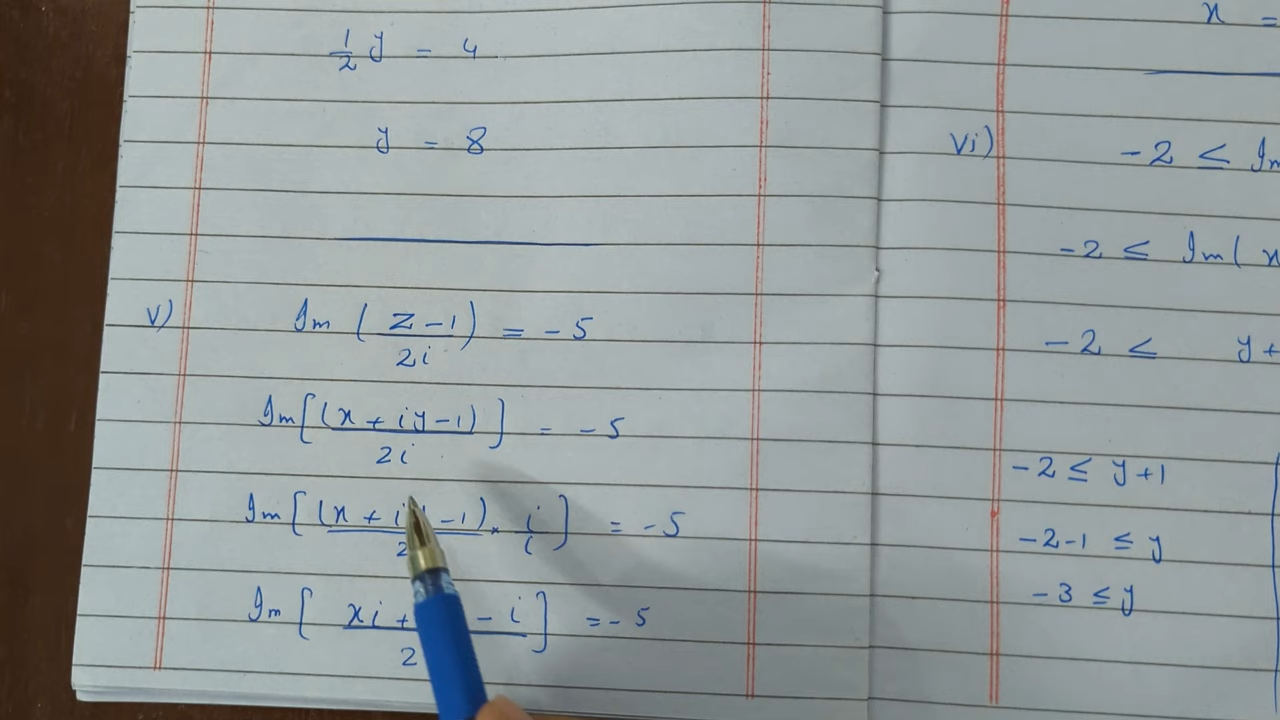 1/2 y = 4
y = 8
v) Im ( z-1 / 2i ) = -5
Im [ (x + iy - 1) / 2i ] = -5
Im [ (x + i - 1) / 2 × i / i ] = -5
Im [ xi + - i / 2 ] = -5
x =
vi) -2 ≤ Im
-2 ≤ Im( x
-2 ≤ y+
-2 ≤ y+1
-2-1 ≤ y
-3 ≤ y